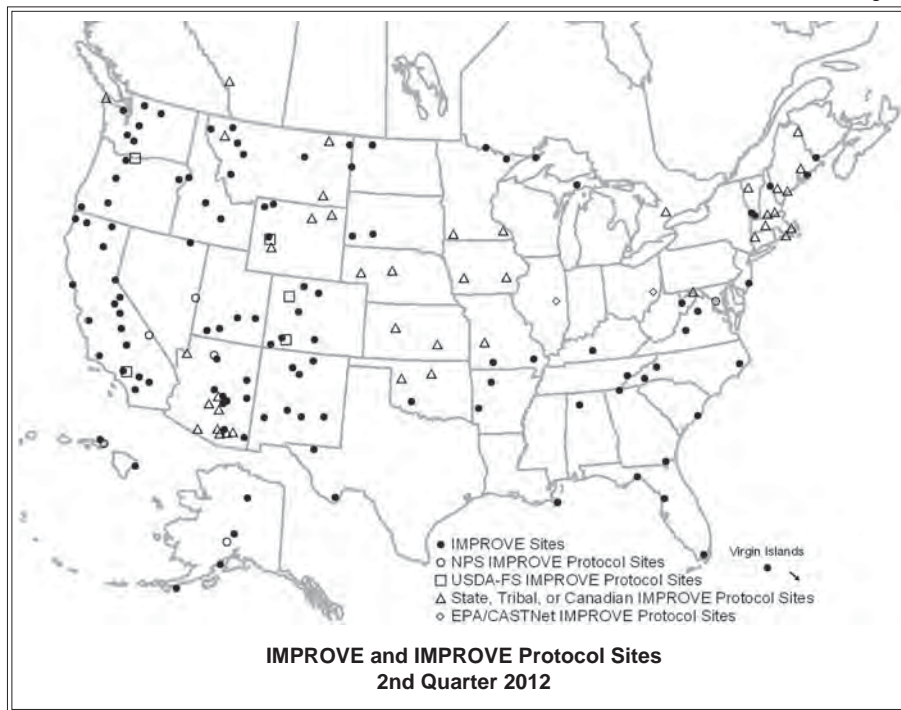 Virgin Islands
IMPROVE Sites
NPS IMPROVE Protocol Sites
USDA-FS IMPROVE Protocol Sites
State, Tribal, or Canadian IMPROVE Protocol Sites
EPA/CASTNet IMPROVE Protocol Sites
IMPROVE and IMPROVE Protocol Sites
2nd Quarter 2012